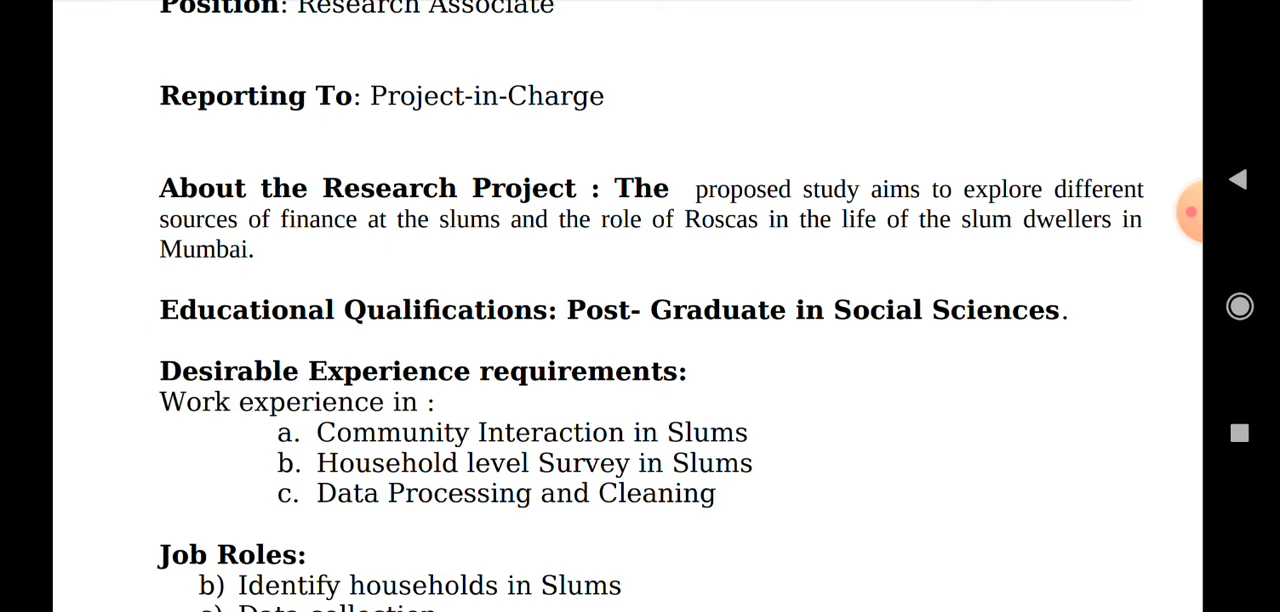 Position: Research Associate
Reporting To: Project-in-Charge
About the Research Project : The proposed study aims to explore different
sources of finance at the slums and the role of Roscas in the life of the slum dwellers in
Mumbai.
Educational Qualifications: Post- Graduate in Social Sciences.
Desirable Experience requirements:
Work experience in :
a. Community Interaction in Slums
b. Household level Survey in Slums
c. Data Processing and Cleaning
Job Roles:
b) Identify households in Slums
c) Data collection